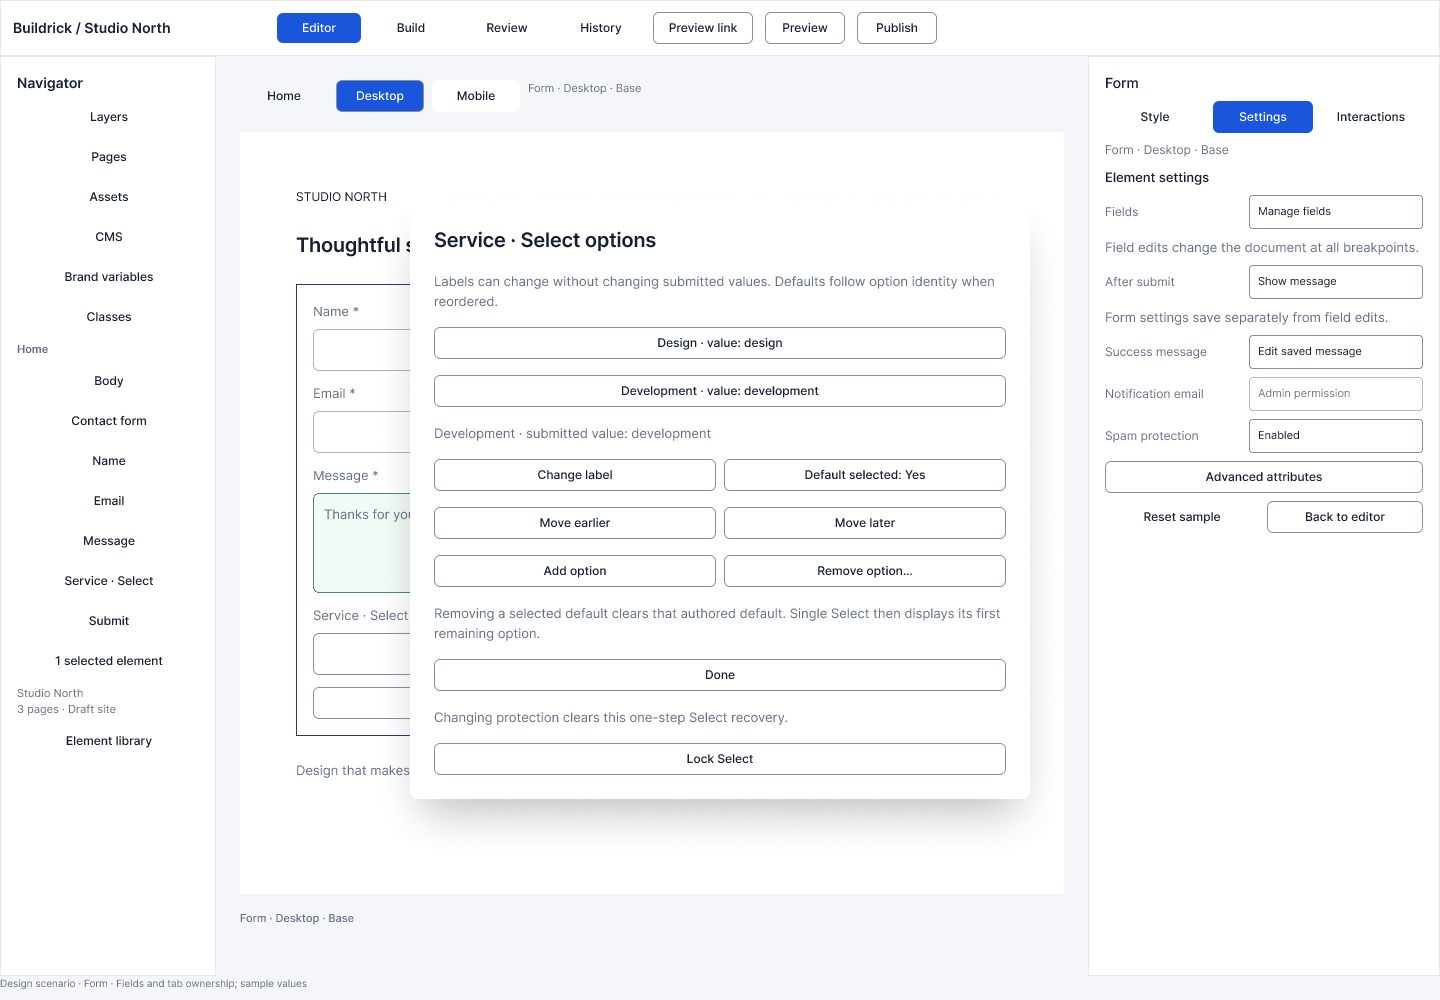 Buildrick / Studio North
Editor
Build
Review
History
Preview link
Preview
Publish
Navigator
Layers
Pages
Assets
CMS
Brand variables
Classes
Home
Body
Contact form
Name
Email
Message
Service · Select
Submit
1 selected element
Studio North
3 pages · Draft site
Element library
Home
Desktop
Mobile
Form · Desktop · Base
STUDIO NORTH
Thoughtful s
Name *
Email *
Message *
Thanks for you
Service · Select
Design that makes
Form · Desktop · Base
Service · Select options
Labels can change without changing submitted values. Defaults follow option identity when
reordered.
Design · value: design
Development · value: development
Development · submitted value: development
Change label
Default selected: Yes
Move earlier
Move later
Add option
Remove option...
Removing a selected default clears that authored default. Single Select then displays its first
remaining option.
Done
Changing protection clears this one-step Select recovery.
Lock Select
Form
Style
Settings
Interactions
Form · Desktop · Base
Element settings
Fields
Manage fields
Field edits change the document at all breakpoints.
After submit
Show message
Form settings save separately from field edits.
Success message
Edit saved message
Notification email
Admin permission
Spam protection
Enabled
Advanced attributes
Reset sample
Back to editor
Design scenario · Form · Fields and tab ownership; sample values